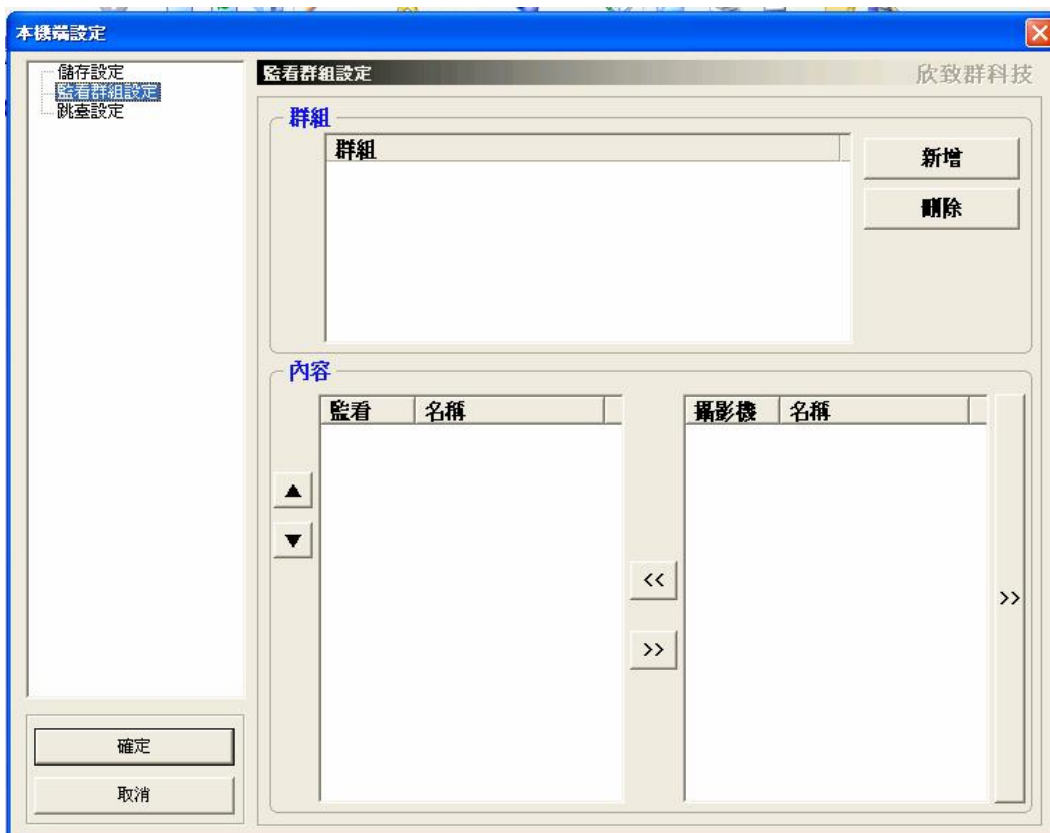 本機端設定
儲存設定
監看群組設定
跳臺設定
監看群組設定
欣致群科技
群組
群組
新增
刪除
內容
監看 名稱
攝影機 名稱
▲
▼
<<
>>
>>
確定
取消